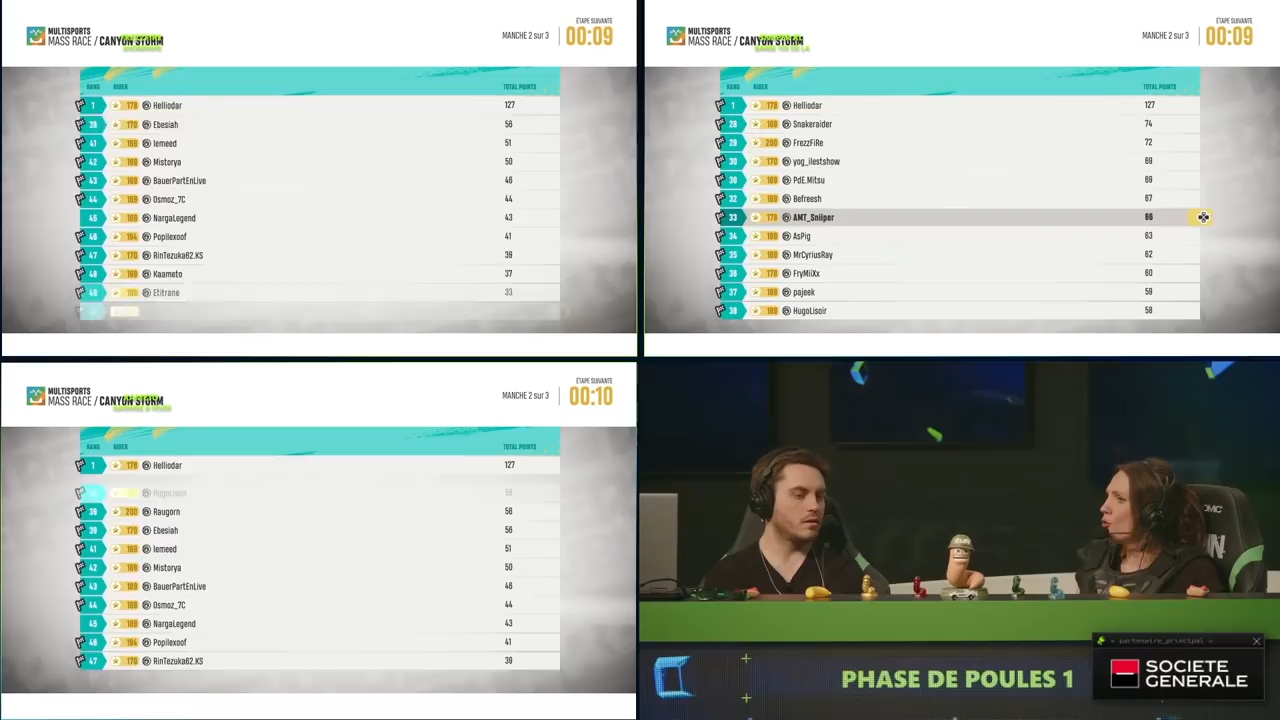 MULTISPORTS
MASS RACE / CANYON STORM
MANCHE 2 sur 3
ÉTAPE SUIVANTE
00:09
RANG RIDER TOTAL POINTS
1 178 Helliodar 127
170 Ebesiah 56
41 169 Iemeed 51
42 169 Mistorya 50
43 160 BauerPartEnLive 46
44 169 Osmoz_7C 44
45 169 NargaLegend 43
46 164 Popilexoof 41
47 170 RinTezuka62.KS 39
48 169 Kaameto 37
49 Etitrane 33
MULTISPORTS
MASS RACE / CANYON STORM
MANCHE 2 sur 3
ÉTAPE SUIVANTE
00:09
RANG RIDER TOTAL POINTS
1 178 Helliodar 127
28 Snakeraider 74
29 200 FrezzFiRe 72
30 170 yog_ilestshow 69
30 PdE.Mitsu 69
32 Befreesh 67
33 178 AMT_Sniiper 66
34 AsPig 63
35 169 MrCyriusRay 62
36 178 FryMiiXx 60
37 pajeek 59
38 169 HugoLisoir 58
MULTISPORTS
MASS RACE / CANYON STORM
MANCHE 2 sur 3
ÉTAPE SUIVANTE
00:10
RANG RIDER TOTAL POINTS
1 178 Helliodar 127
HugoLisoir 58
39 200 Raugorn 56
39 170 Ebesiah 56
41 169 Iemeed 51
42 169 Mistorya 50
43 169 BauerPartEnLive 46
44 169 Osmoz_7C 44
45 169 NargaLegend 43
46 164 Popilexoof 41
47 170 RinTezuka62.KS 39
PHASE DE POULES 1
« partenaire_principal »
SOCIETE
GENERALE